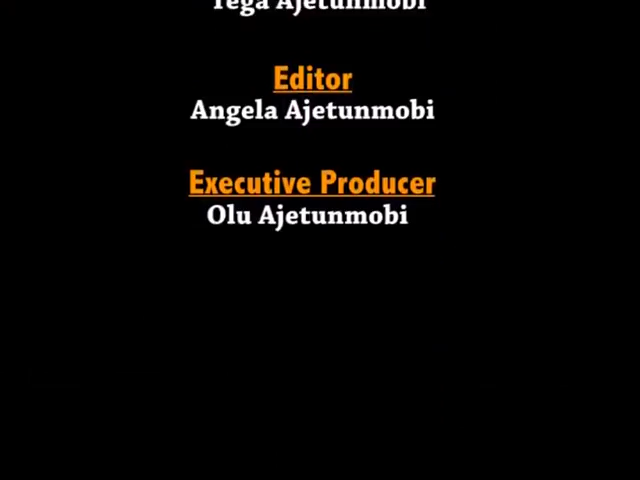 Tega Ajetunmobi
Editor
Angela Ajetunmobi
Executive Producer
Olu Ajetunmobi